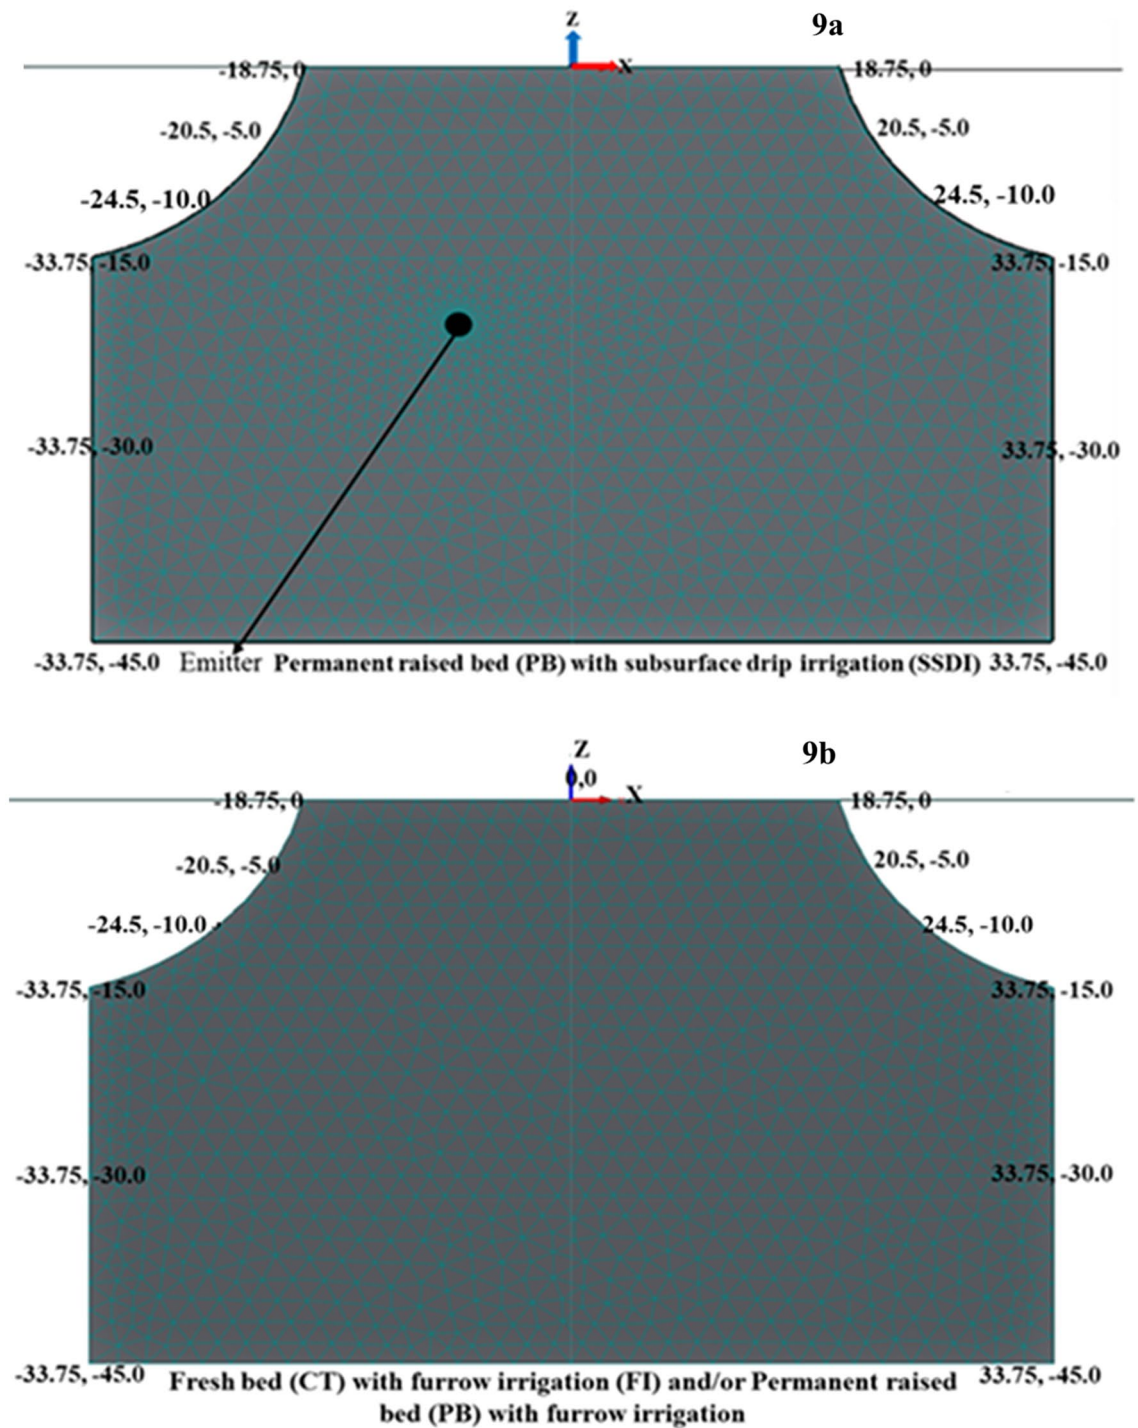 9a
Z
X
-18.75, 0 18.75, 0
-20.5, -5.0 20.5, -5.0
-24.5, -10.0 24.5, -10.0
-33.75, -15.0 33.75, -15.0
-33.75, -30.0 33.75, -30.0
-33.75, -45.0 Emitter Permanent raised bed (PB) with subsurface drip irrigation (SSDI) 33.75, -45.0
9b
Z
0,0
X
-18.75, 0 18.75, 0
-20.5, -5.0 20.5, -5.0
-24.5, -10.0 24.5, -10.0
-33.75, -15.0 33.75, -15.0
-33.75, -30.0 33.75, -30.0
-33.75, -45.0 33.75, -45.0
Fresh bed (CT) with furrow irrigation (FI) and/or Permanent raised
bed (PB) with furrow irrigation